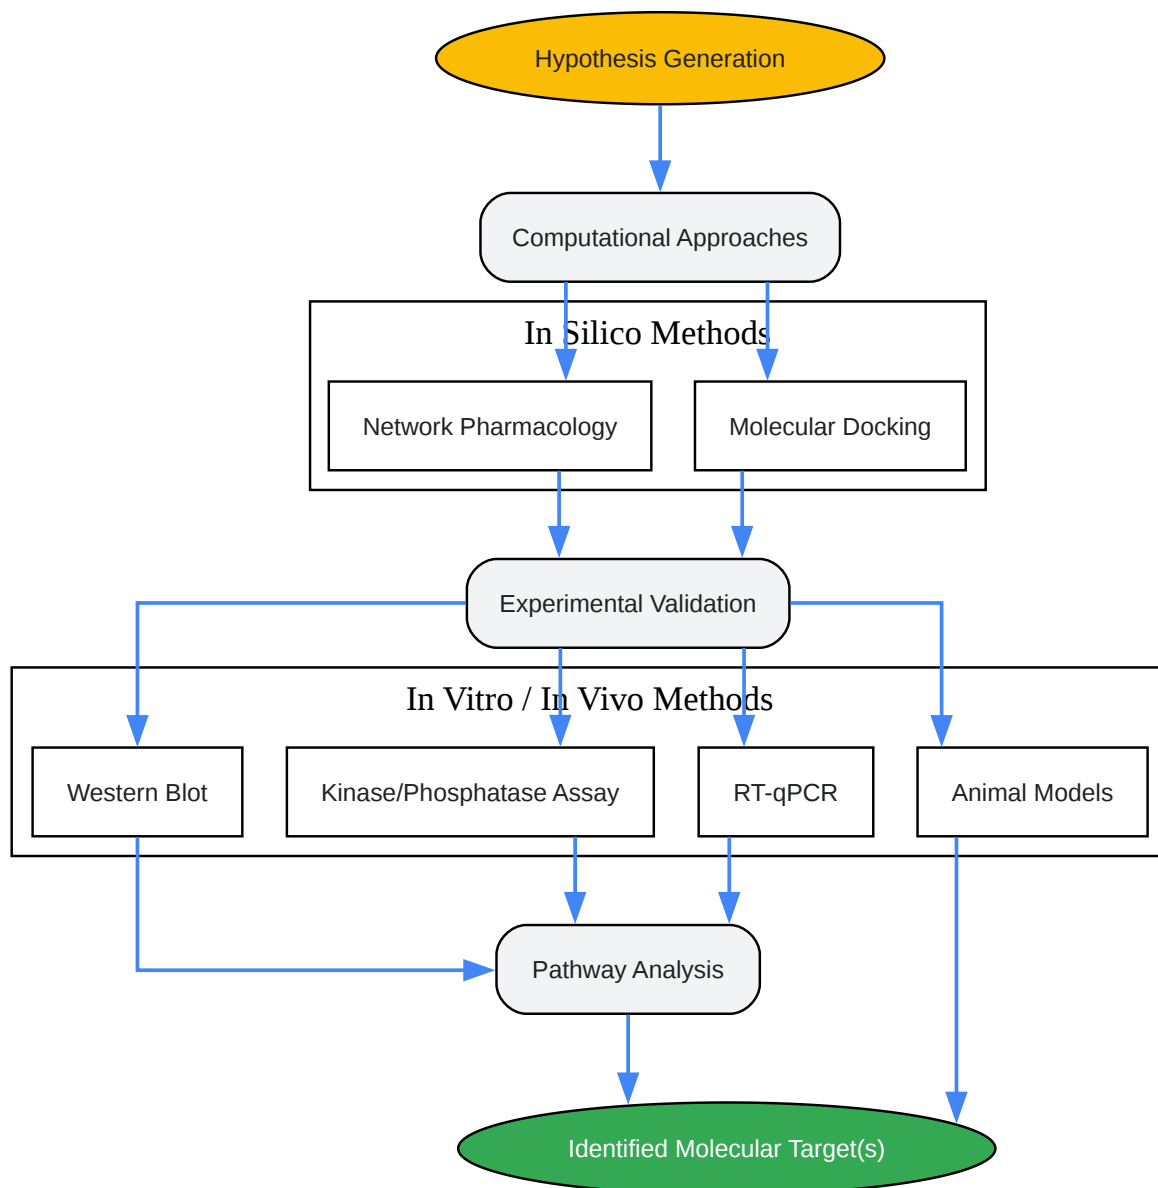 Hypothesis Generation
Computational Approaches
In Silico Methods
Network Pharmacology
Molecular Docking
Experimental Validation
In Vitro / In Vivo Methods
Western Blot
Kinase/Phosphatase Assay
RT-qPCR
Animal Models
Pathway Analysis
Identified Molecular Target(s)